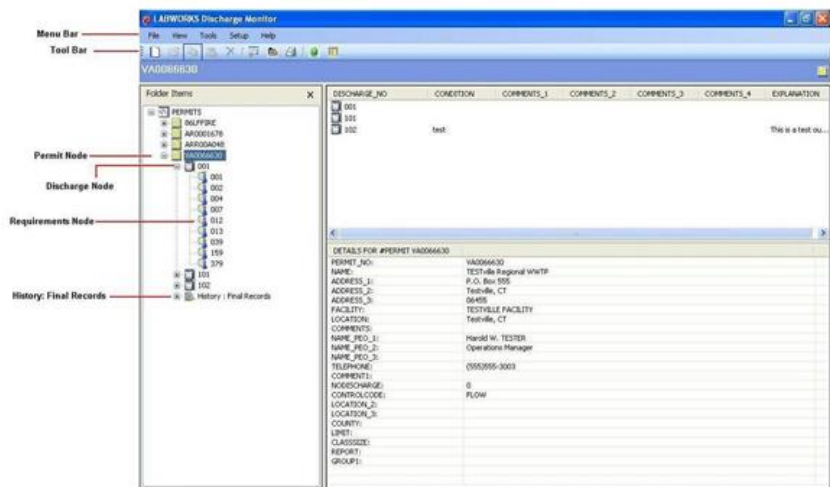 LABWORKS Discharge Monitor
Menu Bar
File View Tools Setup Help
Tool Bar
VA0066630
Folder Items X
PERMITS
06LFFIRE
AR0001678
ARR00A048
Permit Node
VA0066630
001
Discharge Node
001
002
004
007
Requirements Node
012
013
039
159
379
101
102
History: Final Records
History : Final Records
DISCHARGE_NO CONDITION COMMENTS_1 COMMENTS_2 COMMENTS_3 COMMENTS_4 EXPLANATION
001
101
102 test This is a test ou...
DETAILS FOR #PERMIT VA0066630
PERMIT_NO: VA0066630
NAME: TESTville Regional WWTP
ADDRESS_1: P.O. Box 555
ADDRESS_2: Testville, CT
ADDRESS_3: 06455
FACILITY: TESTVILLE FACILITY
LOCATION: Testville, CT
COMMENTS:
NAME_PEO_1: Harold W. TESTER
NAME_PEO_2: Operations Manager
NAME_PEO_3:
TELEPHONE: (555)555-3003
COMMENT1:
NODISCHARGE: 0
CONTROLCODE: FLOW
LOCATION_2:
LOCATION_3:
COUNTY:
LIMIT:
CLASSSIZE:
REPORT:
GROUP1: